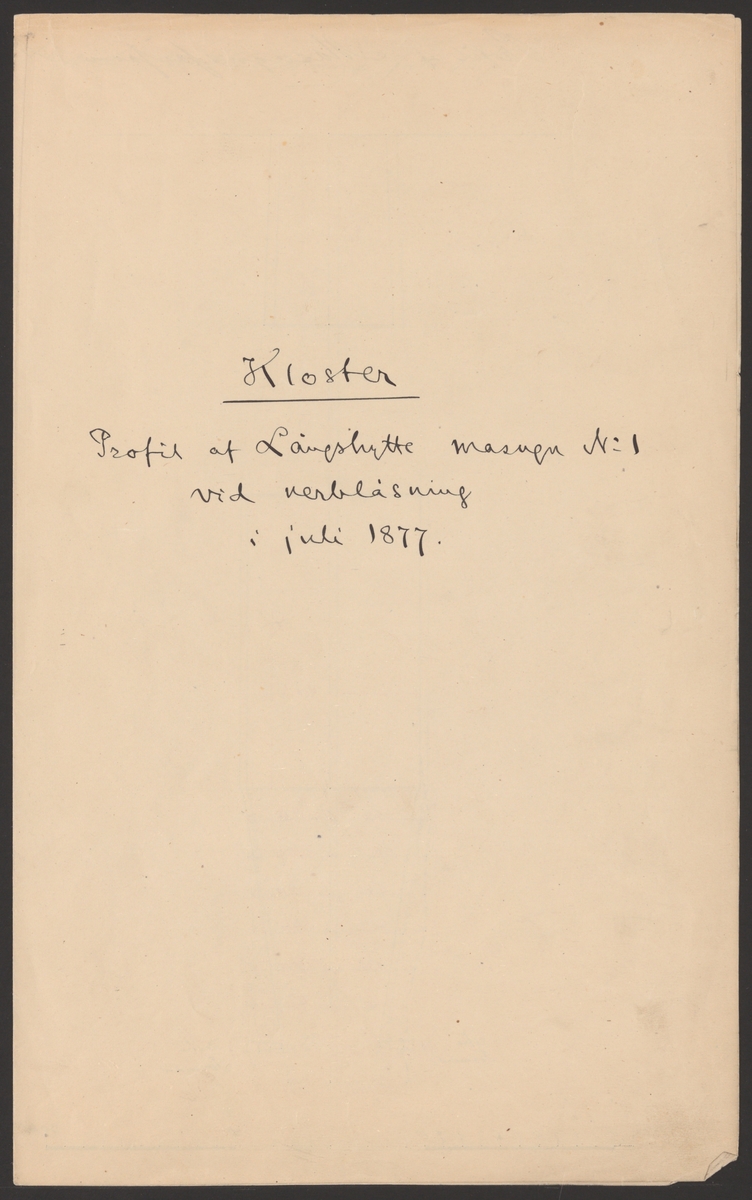 Kloster
Profil af Långshytte masugn N:1
vid nerblåsning
i juli 1877.